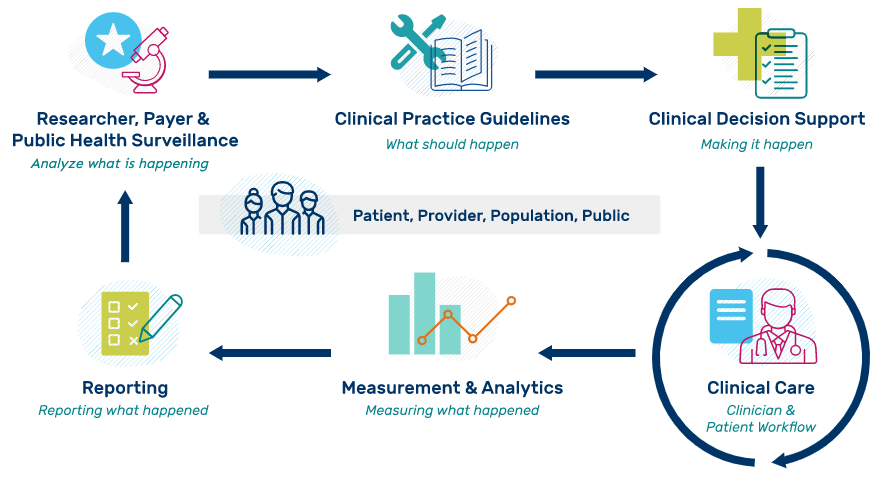 Researcher, Payer &
Public Health Surveillance
Analyze what is happening
Clinical Practice Guidelines
What should happen
Clinical Decision Support
Making it happen
Patient, Provider, Population, Public
Reporting
Reporting what happened
Measurement & Analytics
Measuring what happened
Clinical Care
Clinician &
Patient Workflow